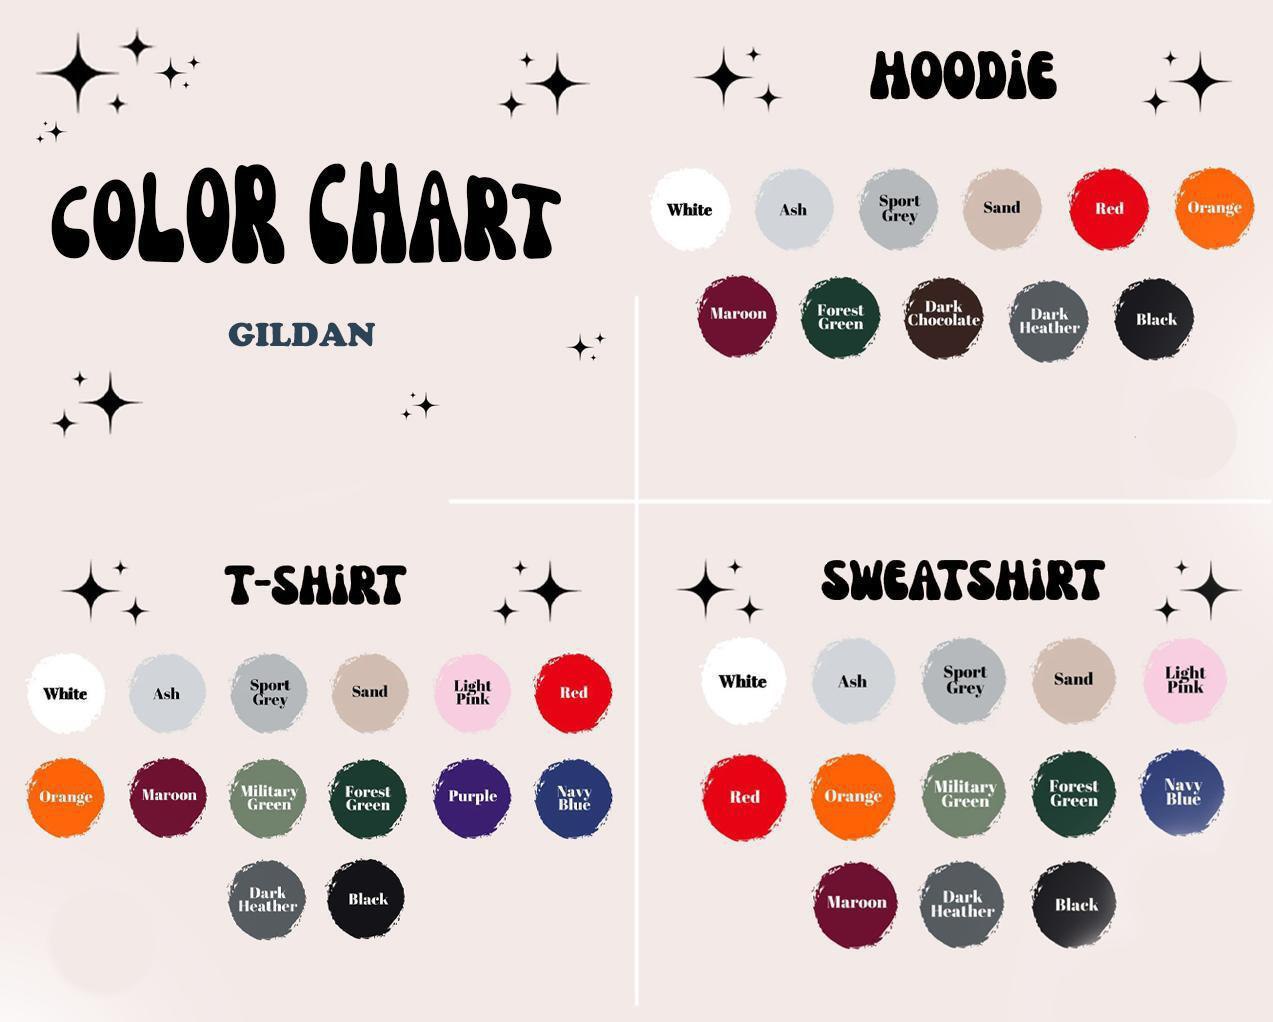 COLOR CHART
GILDAN
HOODiE
White
Ash
Sport
Grey
Sand
Red
Orange
Maroon
Forest
Green
Dark
Chocolate
Dark
Heather
Black
T-SHiRT
White
Ash
Sport
Grey
Sand
Light
Pink
Red
Orange
Maroon
Military
Green
Forest
Green
Purple
Navy
Blue
Dark
Heather
Black
SWEATSHiRT
White
Ash
Sport
Grey
Sand
Light
Pink
Red
Orange
Military
Green
Forest
Green
Navy
Blue
Maroon
Dark
Heather
Black